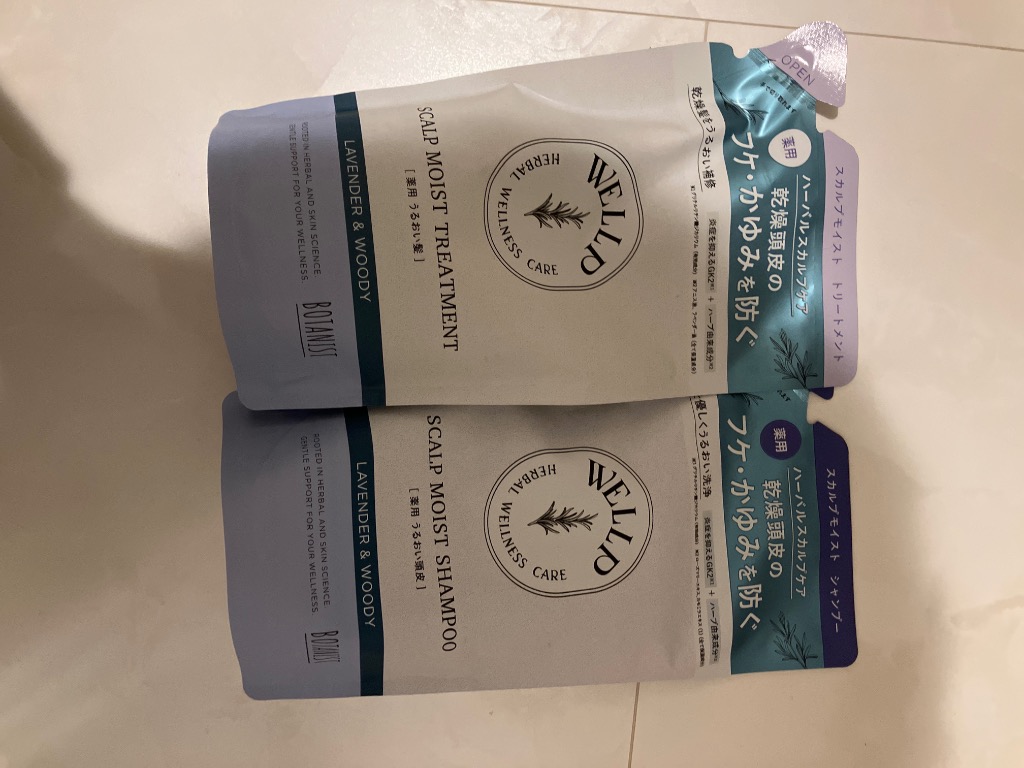 OPEN
スカルプモイスト トリートメント
薬用
ハーバルスカルプケア
乾燥頭皮の
フケ・かゆみを防ぐ
乾燥髪をうるおい補修
炎症を抑えるGK2 + ハーブ由来成分
WELLP
HERBAL WELLNESS CARE
SCALP MOIST TREATMENT
[ 薬用 うるおい髪 ]
LAVENDER & WOODY
ROOTED IN HERBAL AND SKIN SCIENCE.
GENTLE SUPPORT FOR YOUR WELLNESS.
BOTANIST
スカルプモイスト シャンプー
薬用
ハーバルスカルプケア
乾燥頭皮の
フケ・かゆみを防ぐ
優しくうるおい洗浄
炎症を抑えるGK2 + ハーブ由来成分
WELLP
HERBAL WELLNESS CARE
SCALP MOIST SHAMPOO
[ 薬用 うるおい頭皮 ]
LAVENDER & WOODY
ROOTED IN HERBAL AND SKIN SCIENCE.
GENTLE SUPPORT FOR YOUR WELLNESS.
BOTANIST